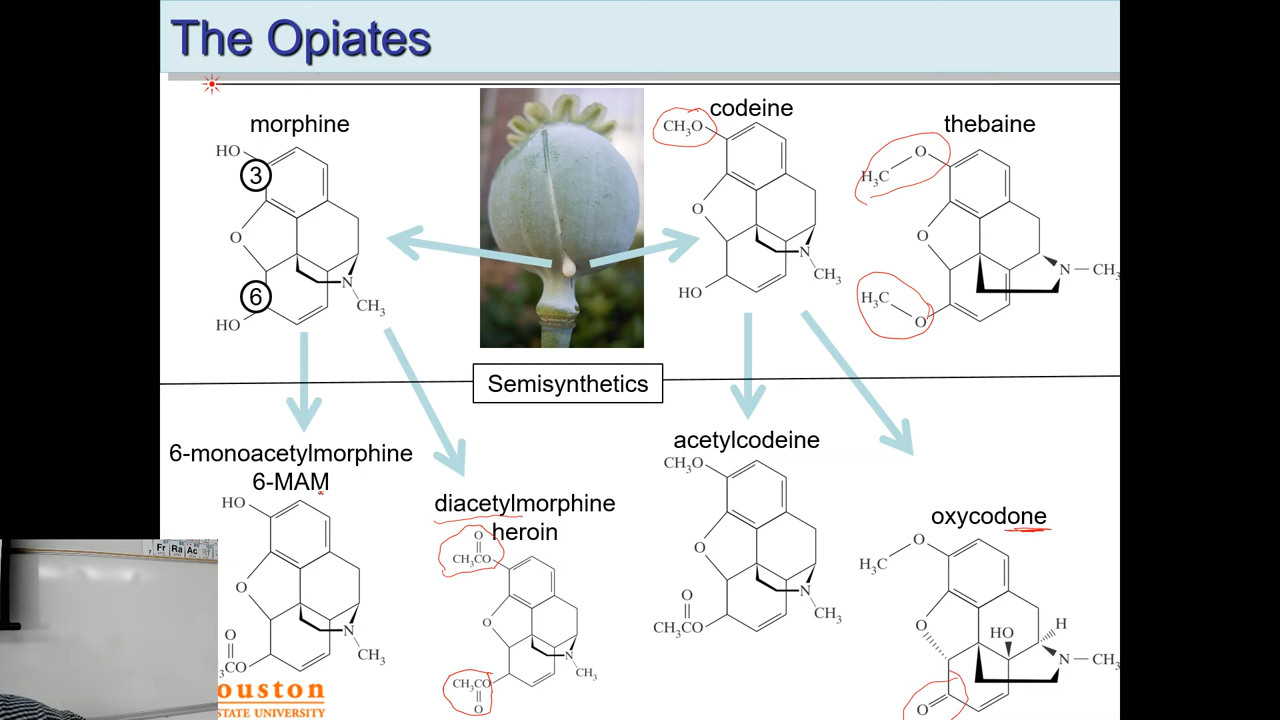 The Opiates
morphine
codeine
thebaine
HO
3
O
6
HO
N
CH₃
CH₃O
O
HO
N
CH₃
O
H₃C
O
H₃C
O
N
CH₃
Semisynthetics
6-monoacetylmorphine
6-MAM
diacetylmorphine
heroin
acetylcodeine
oxycodone
HO
O
O
CO
N
CH₃
O
CH₃CO
O
N
CH₃
CH₃CO
O
CH₃O
O
O
CH₃CO
N
CH₃
O
H₃C
O
HO
H
N
CH₃
O
7 Fr Ra Ac
ouston
STATE UNIVERSITY